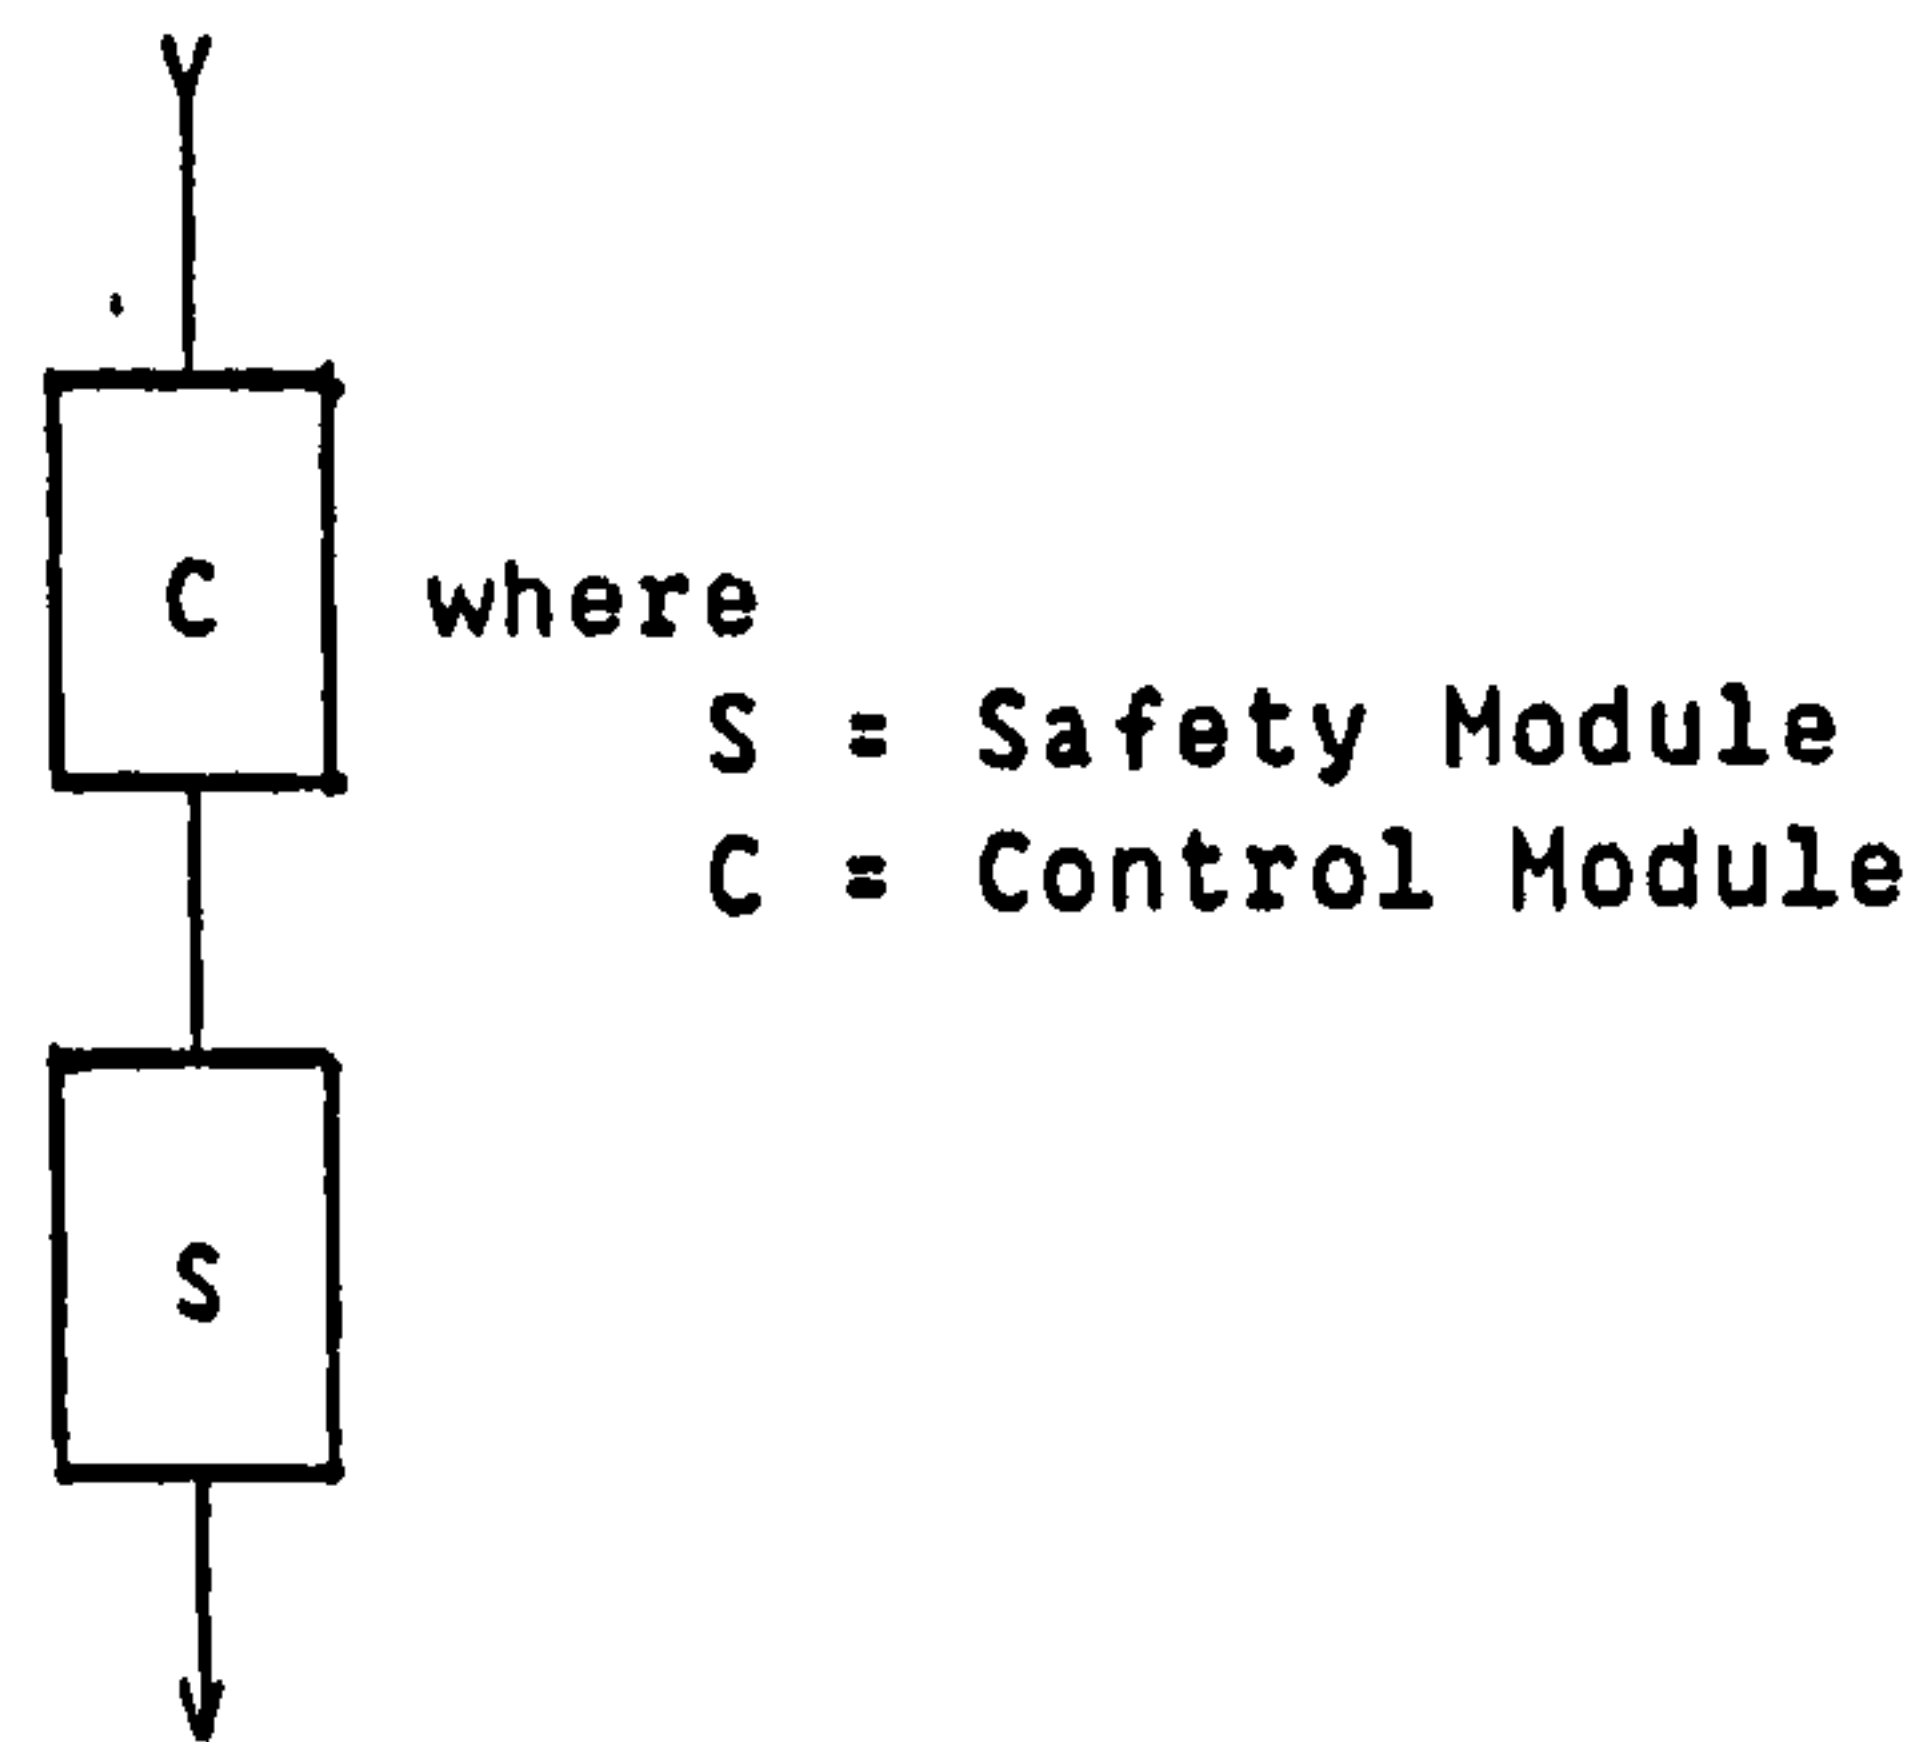 C where
S = Safety Module
C = Control Module
S